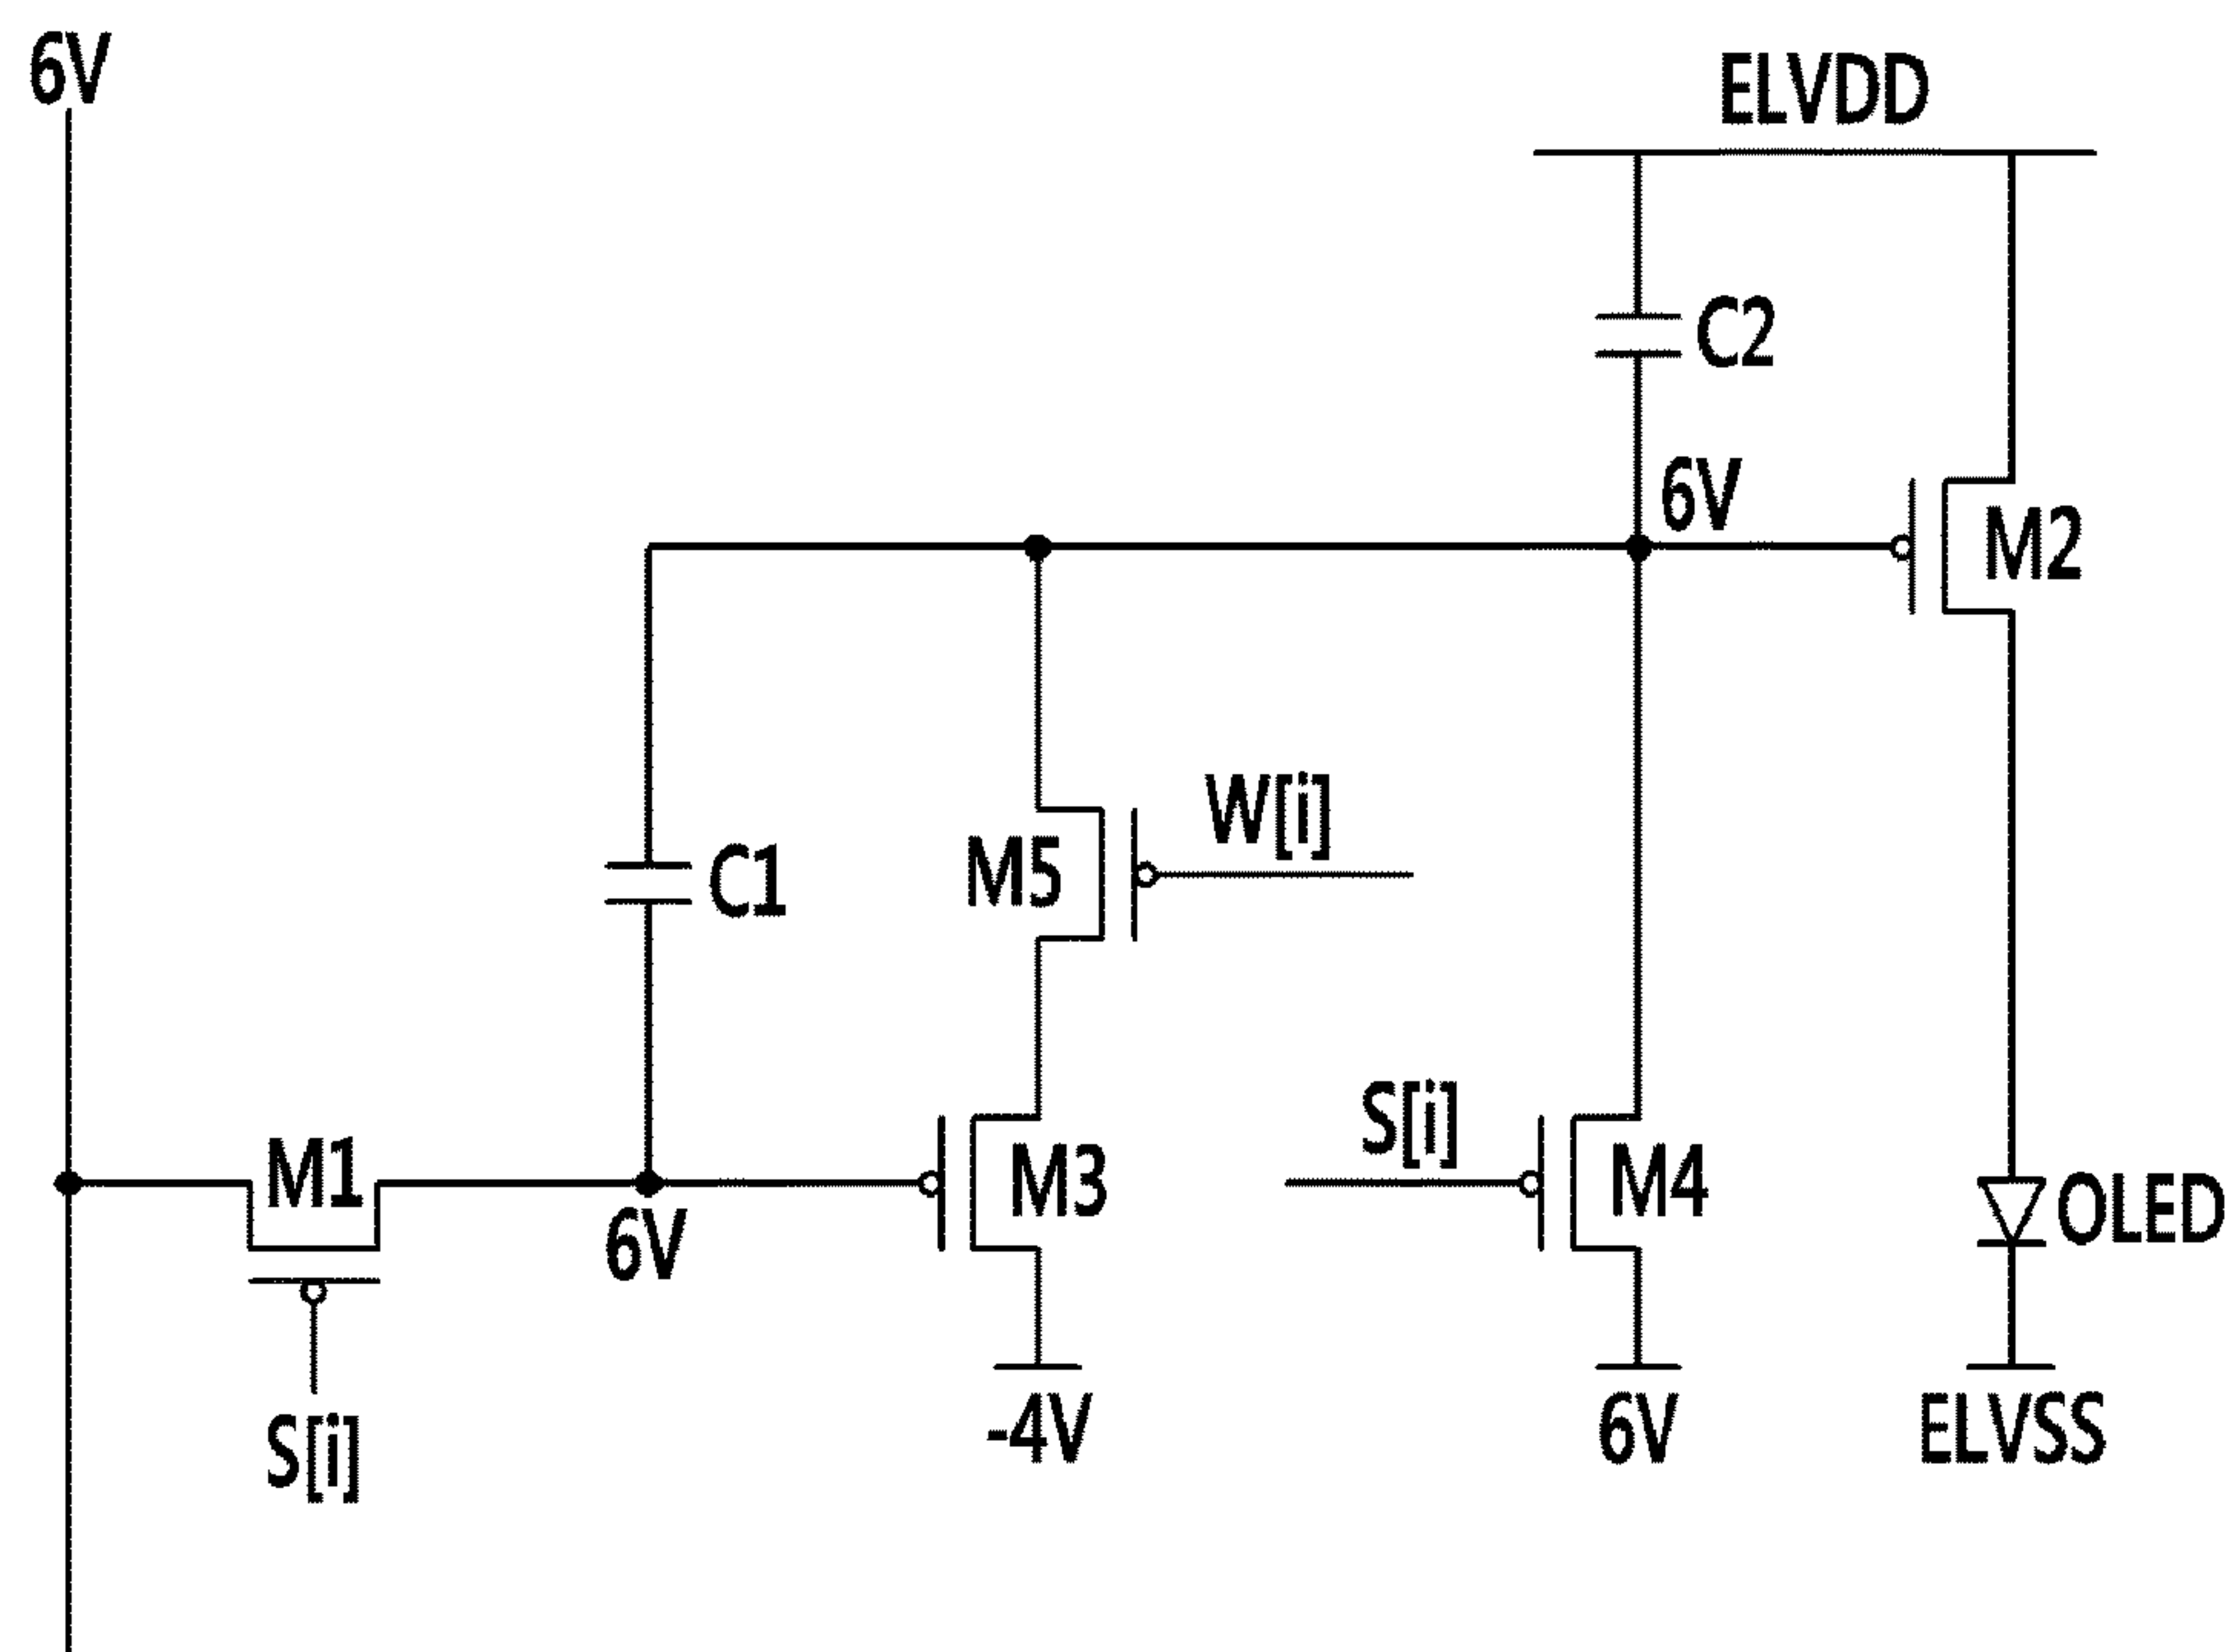 6V
ELVDD
C2
6V
M2
W[i]
M5
C1
S[i]
M1
M3
M4
OLED
6V
-4V
6V
ELVSS
S[i]